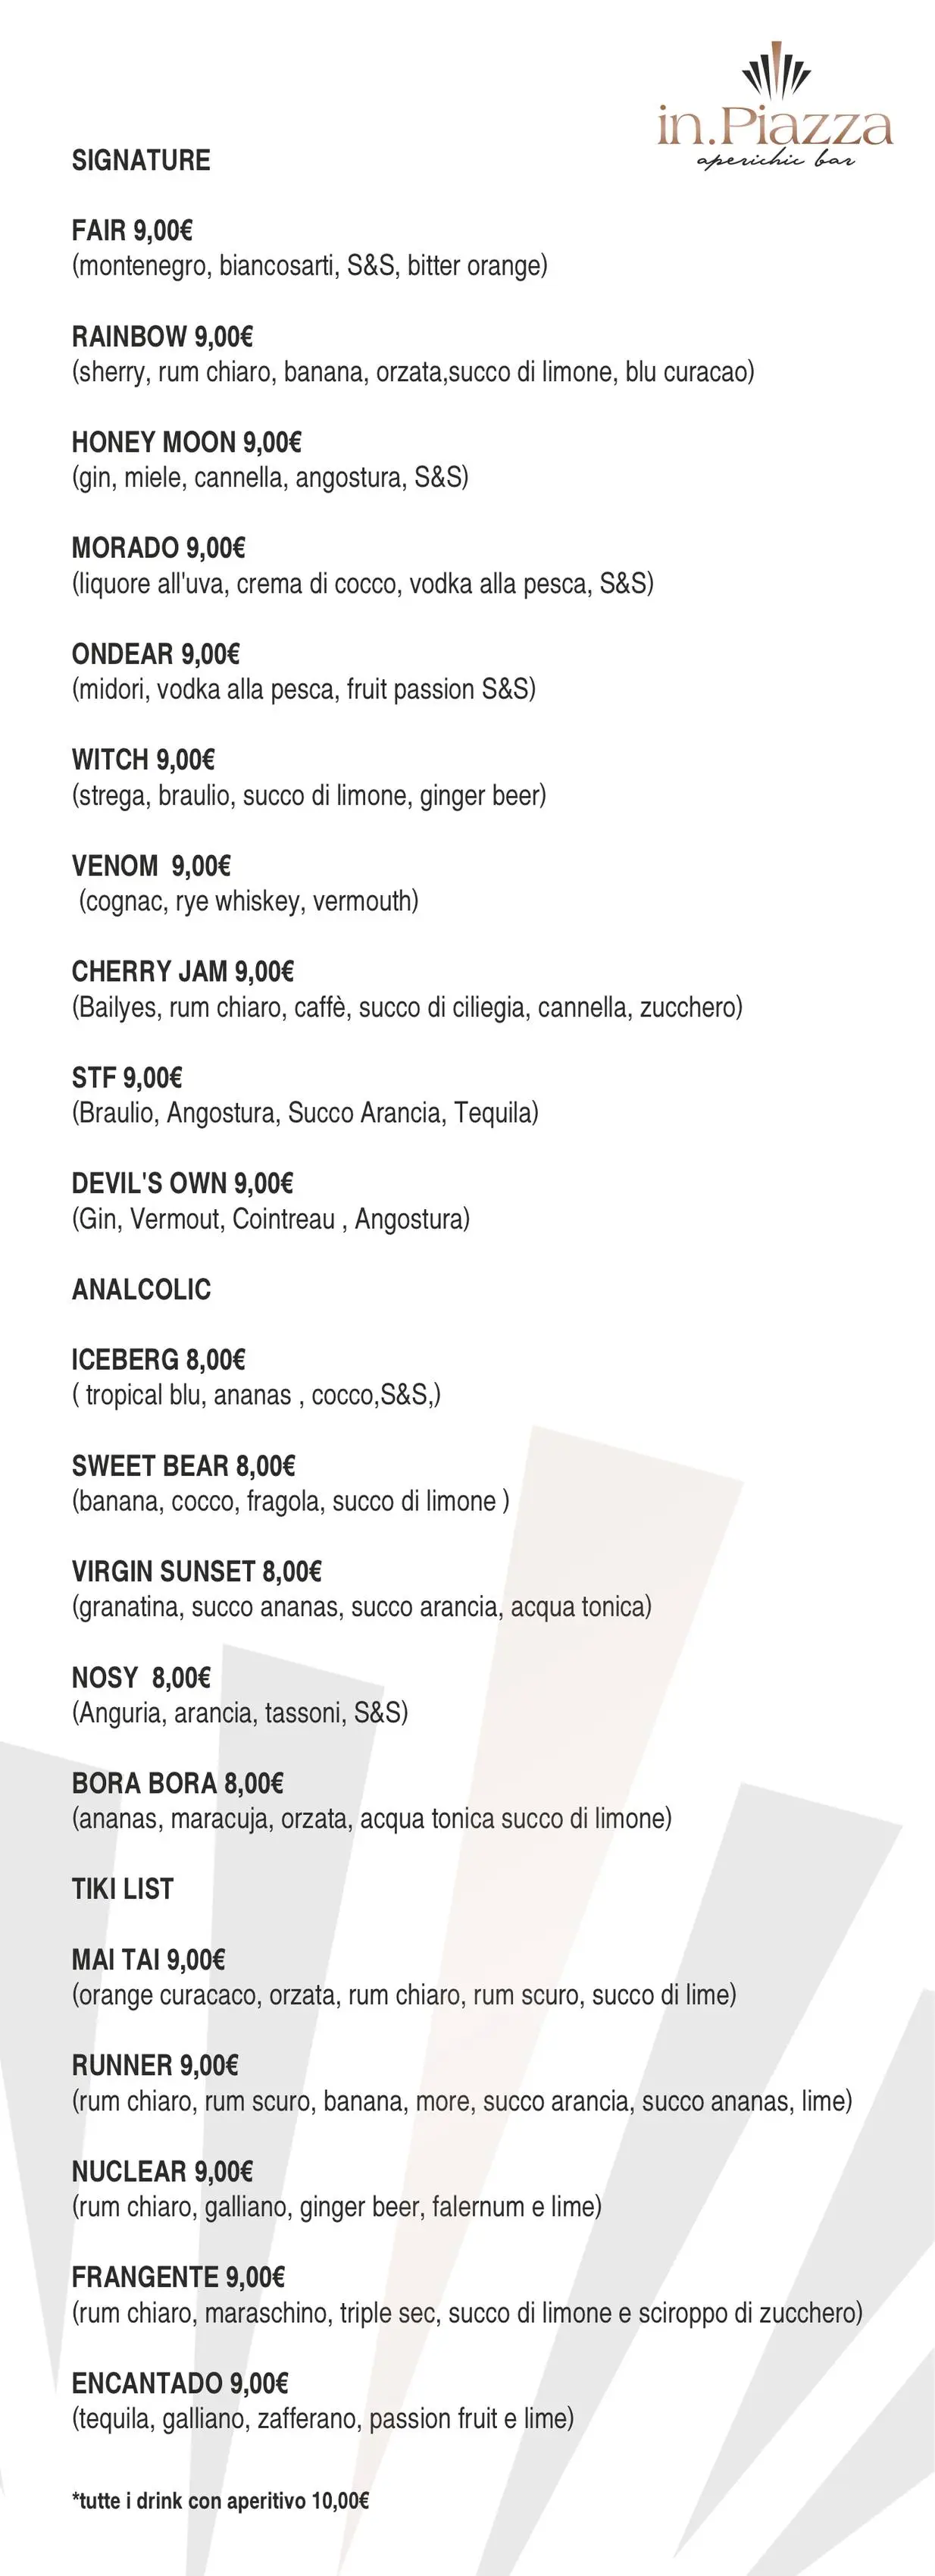 in.Piazza
aperichic bar
SIGNATURE
FAIR 9,00€
(montenegro, biancosarti, S&S, bitter orange)
RAINBOW 9,00€
(sherry, rum chiaro, banana, orzata,succo di limone, blu curacao)
HONEY MOON 9,00€
(gin, miele, cannella, angostura, S&S)
MORADO 9,00€
(liquore all'uva, crema di cocco, vodka alla pesca, S&S)
ONDEAR 9,00€
(midori, vodka alla pesca, fruit passion S&S)
WITCH 9,00€
(strega, braulio, succo di limone, ginger beer)
VENOM  9,00€
(cognac, rye whiskey, vermouth)
CHERRY JAM 9,00€
(Bailyes, rum chiaro, caffè, succo di ciliegia, cannella, zucchero)
STF 9,00€
(Braulio, Angostura, Succo Arancia, Tequila)
DEVIL'S OWN 9,00€
(Gin, Vermout, Cointreau , Angostura)
ANALCOLIC
ICEBERG 8,00€
( tropical blu, ananas , cocco,S&S,)
SWEET BEAR 8,00€
(banana, cocco, fragola, succo di limone )
VIRGIN SUNSET 8,00€
(granatina, succo ananas, succo arancia, acqua tonica)
NOSY  8,00€
(Anguria, arancia, tassoni, S&S)
BORA BORA 8,00€
(ananas, maracuja, orzata, acqua tonica succo di limone)
TIKI LIST
MAI TAI 9,00€
(orange curacaco, orzata, rum chiaro, rum scuro, succo di lime)
RUNNER 9,00€
(rum chiaro, rum scuro, banana, more, succo arancia, succo ananas, lime)
NUCLEAR 9,00€
(rum chiaro, galliano, ginger beer, falernum e lime)
FRANGENTE 9,00€
(rum chiaro, maraschino, triple sec, succo di limone e sciroppo di zucchero)
ENCANTADO 9,00€
(tequila, galliano, zafferano, passion fruit e lime)
*tutte i drink con aperitivo 10,00€